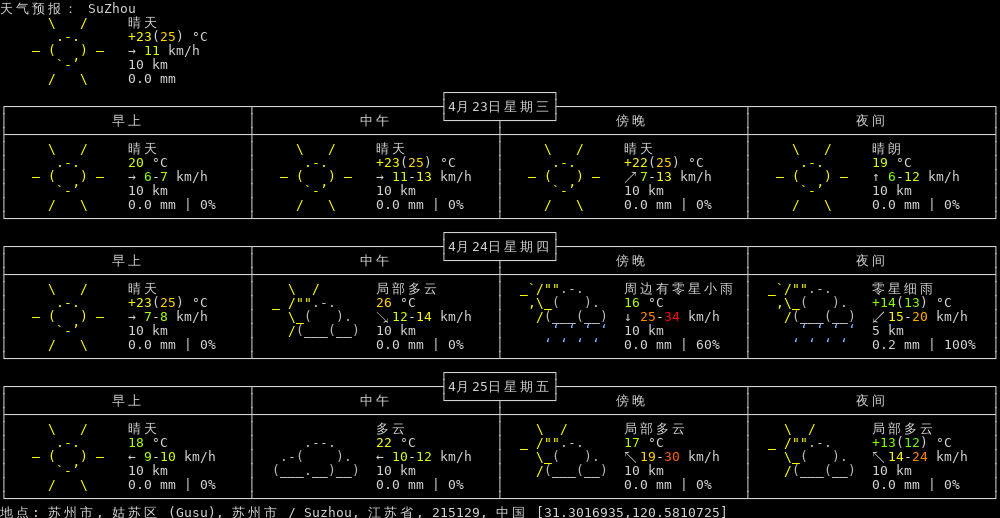 天气预报： SuZhou
晴天
+23(25) °C
→ 11 km/h
10 km
0.0 mm
4月23日星期三
早上 中午 傍晚 夜间
晴天 晴天 晴天 晴朗
20 °C +23(25) °C +22(25) °C 19 °C
→ 6-7 km/h → 11-13 km/h ↗ 7-13 km/h ↑ 6-12 km/h
10 km 10 km 10 km 10 km
0.0 mm | 0% 0.0 mm | 0% 0.0 mm | 0% 0.0 mm | 0%
4月24日星期四
早上 中午 傍晚 夜间
晴天 局部多云 周边有零星小雨 零星细雨
+23(25) °C 26 °C 16 °C +14(13) °C
→ 7-8 km/h ↘ 12-14 km/h ↓ 25-34 km/h ↙ 15-20 km/h
10 km 10 km 10 km 5 km
0.0 mm | 0% 0.0 mm | 0% 0.0 mm | 60% 0.2 mm | 100%
4月25日星期五
早上 中午 傍晚 夜间
晴天 多云 局部多云 局部多云
18 °C 22 °C 17 °C +13(12) °C
← 9-10 km/h ← 10-12 km/h ↖ 19-30 km/h ↖ 14-24 km/h
10 km 10 km 10 km 10 km
0.0 mm | 0% 0.0 mm | 0% 0.0 mm | 0% 0.0 mm | 0%
地点: 苏州市, 姑苏区 (Gusu), 苏州市 / Suzhou, 江苏省, 215129, 中国 [31.3016935,120.5810725]